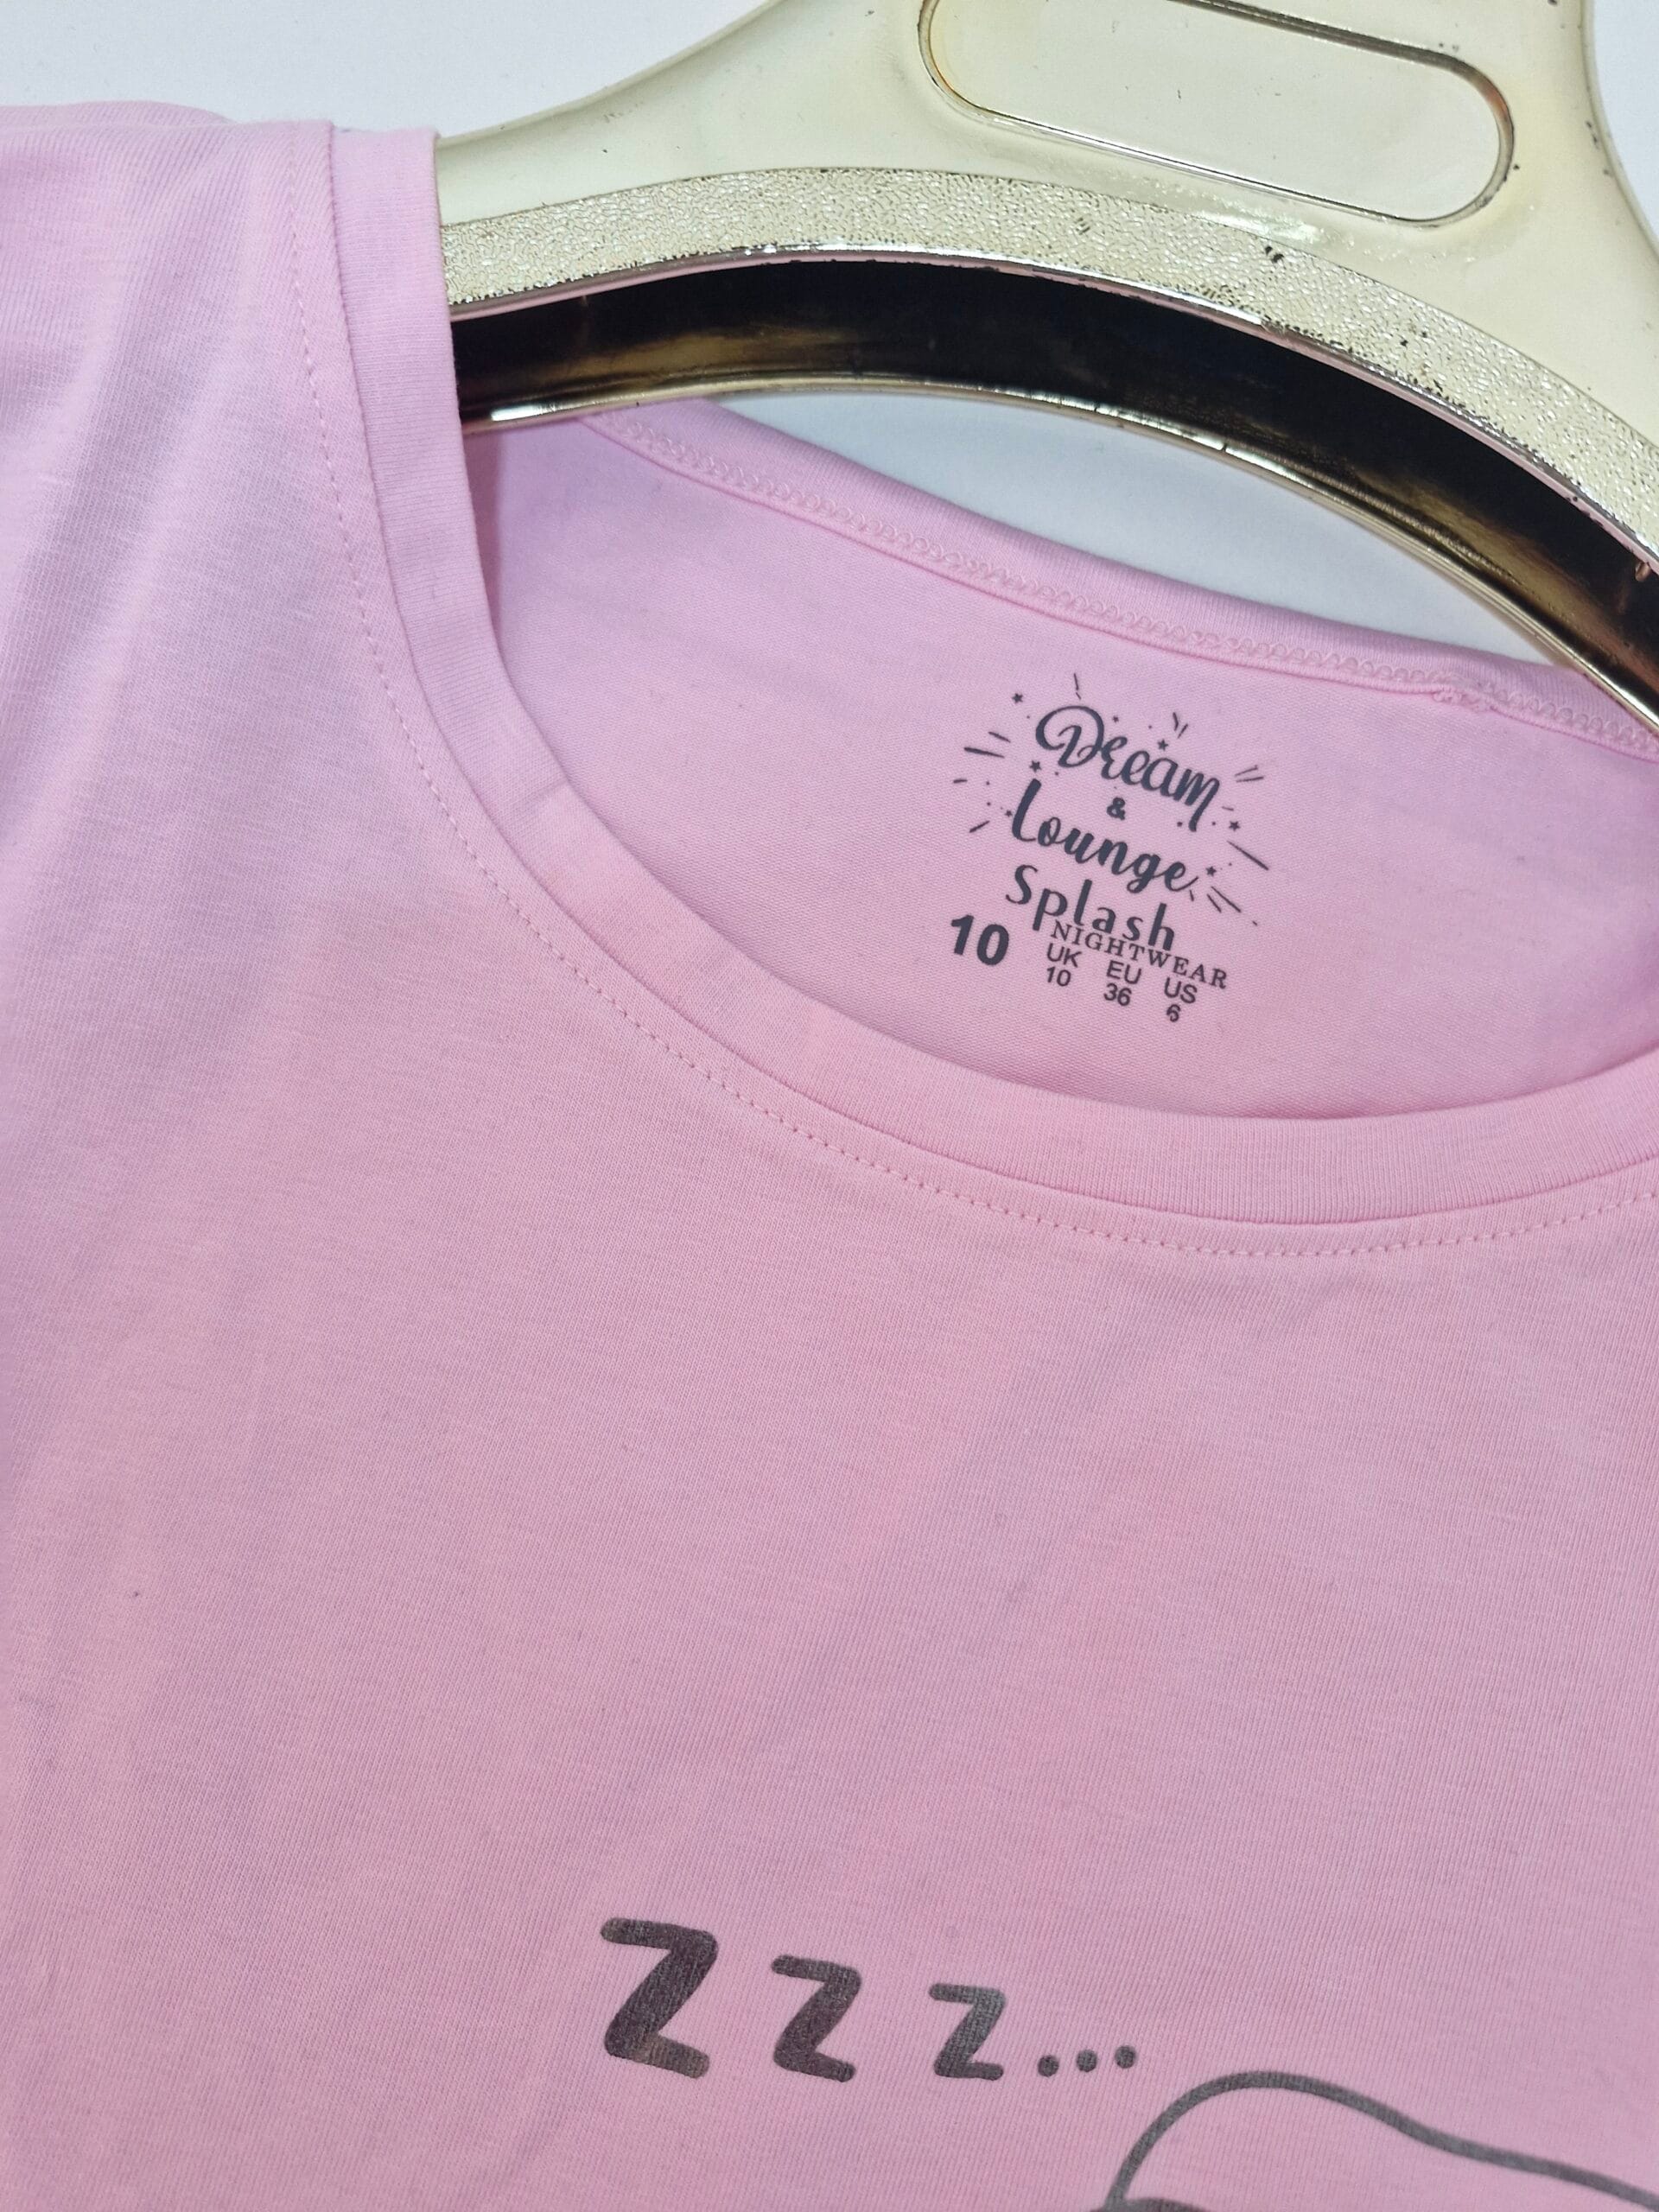 Dream
&
Lounge
Splash
NIGHTWEAR
10 UK EU US
10 36 6
Z z z...